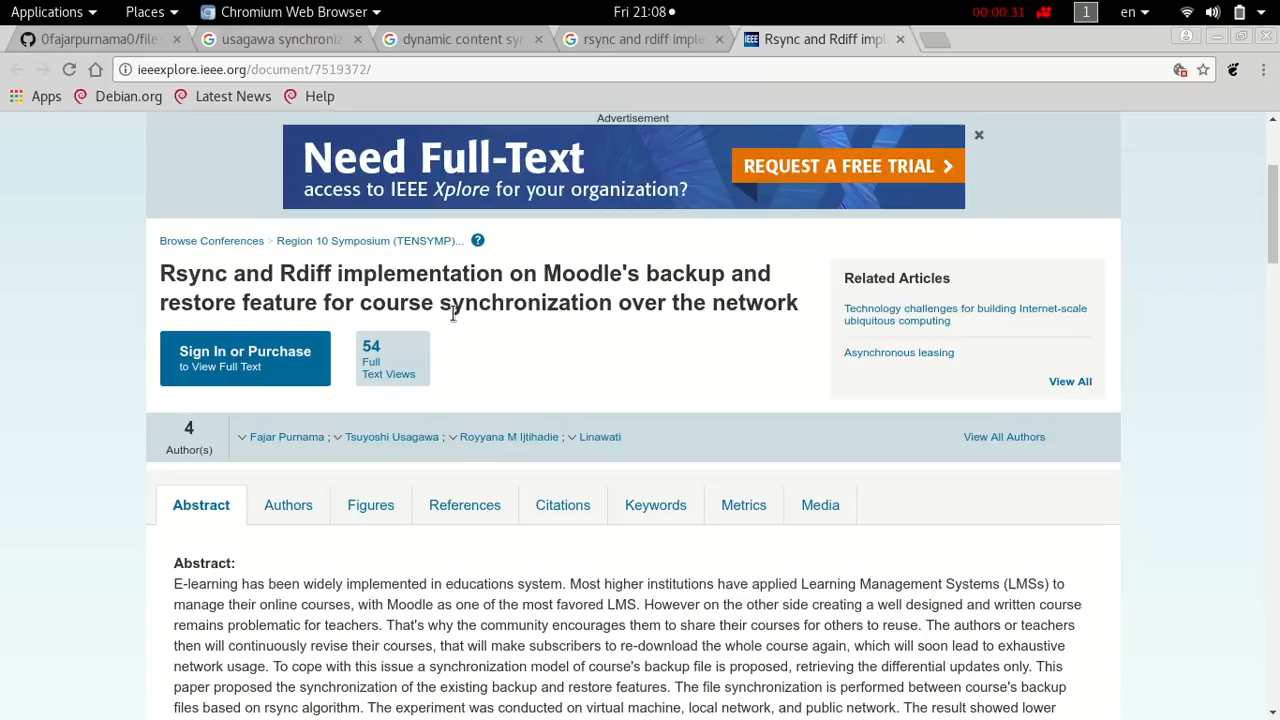 Applications Places Chromium Web Browser Fri 21:08 00:00:31 1 en
0fajarpurnama0/file- usagawa synchroniz dynamic content syn rsync and rdiff imple Rsync and Rdiff impl
ieeexplore.ieee.org/document/7519372/
Apps Debian.org Latest News Help
Advertisement
Need Full-Text
access to IEEE Xplore for your organization?
REQUEST A FREE TRIAL
Browse Conferences > Region 10 Symposium (TENSYMP)... ?
Rsync and Rdiff implementation on Moodle's backup and
restore feature for course synchronization over the network
Sign In or Purchase
to View Full Text
54
Full
Text Views
Related Articles
Technology challenges for building Internet-scale
ubiquitous computing
Asynchronous leasing
View All
4
Author(s)
Fajar Purnama ; Tsuyoshi Usagawa ; Royyana M Ijtihadie ; Linawati
View All Authors
Abstract Authors Figures References Citations Keywords Metrics Media
Abstract:
E-learning has been widely implemented in educations system. Most higher institutions have applied Learning Management Systems (LMSs) to
manage their online courses, with Moodle as one of the most favored LMS. However on the other side creating a well designed and written course
remains problematic for teachers. That's why the community encourages them to share their courses for others to reuse. The authors or teachers
then will continuously revise their courses, that will make subscribers to re-download the whole course again, which will soon lead to exhaustive
network usage. To cope with this issue a synchronization model of course's backup file is proposed, retrieving the differential updates only. This
paper proposed the synchronization of the existing backup and restore features. The file synchronization is performed between course's backup
files based on rsync algorithm. The experiment was conducted on virtual machine, local network, and public network. The result showed lower